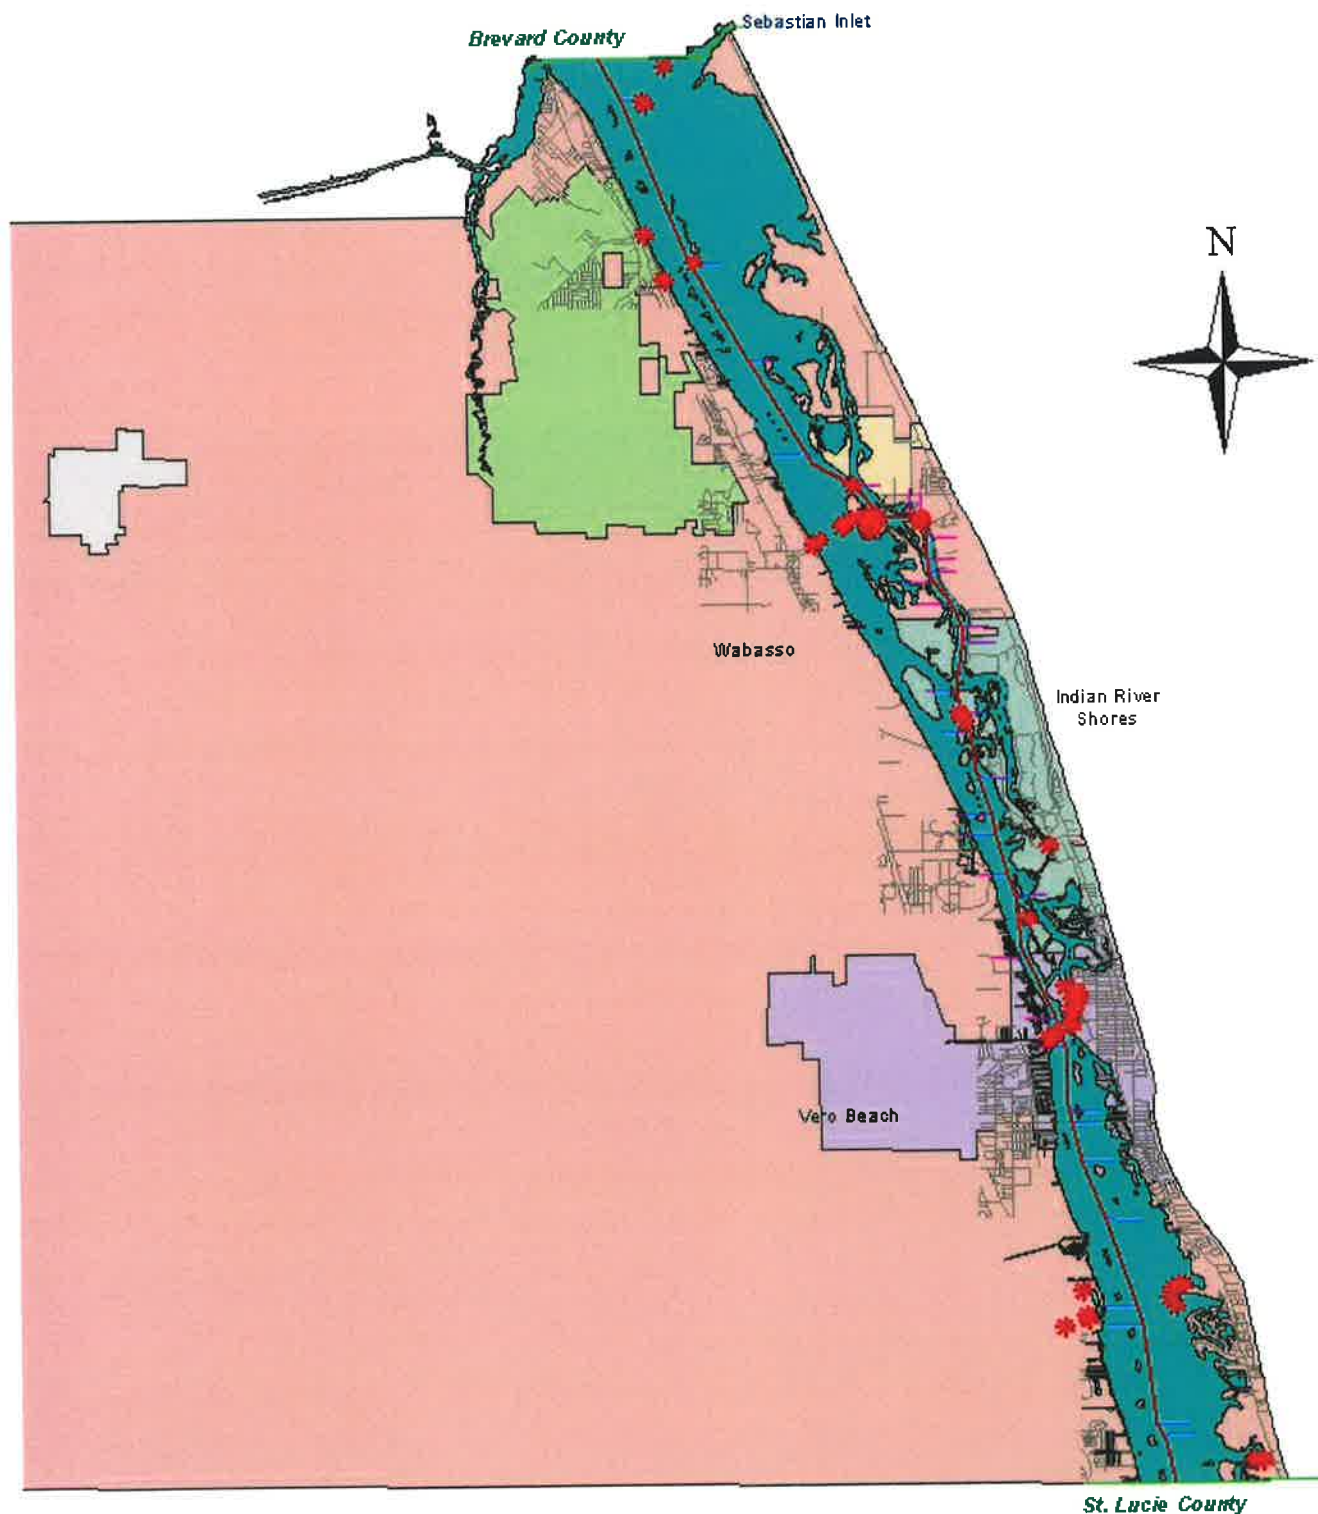 Sebastian Inlet
Brevard County
N
Wabasso
Indian River
Shores
Vero Beach
St. Lucie County